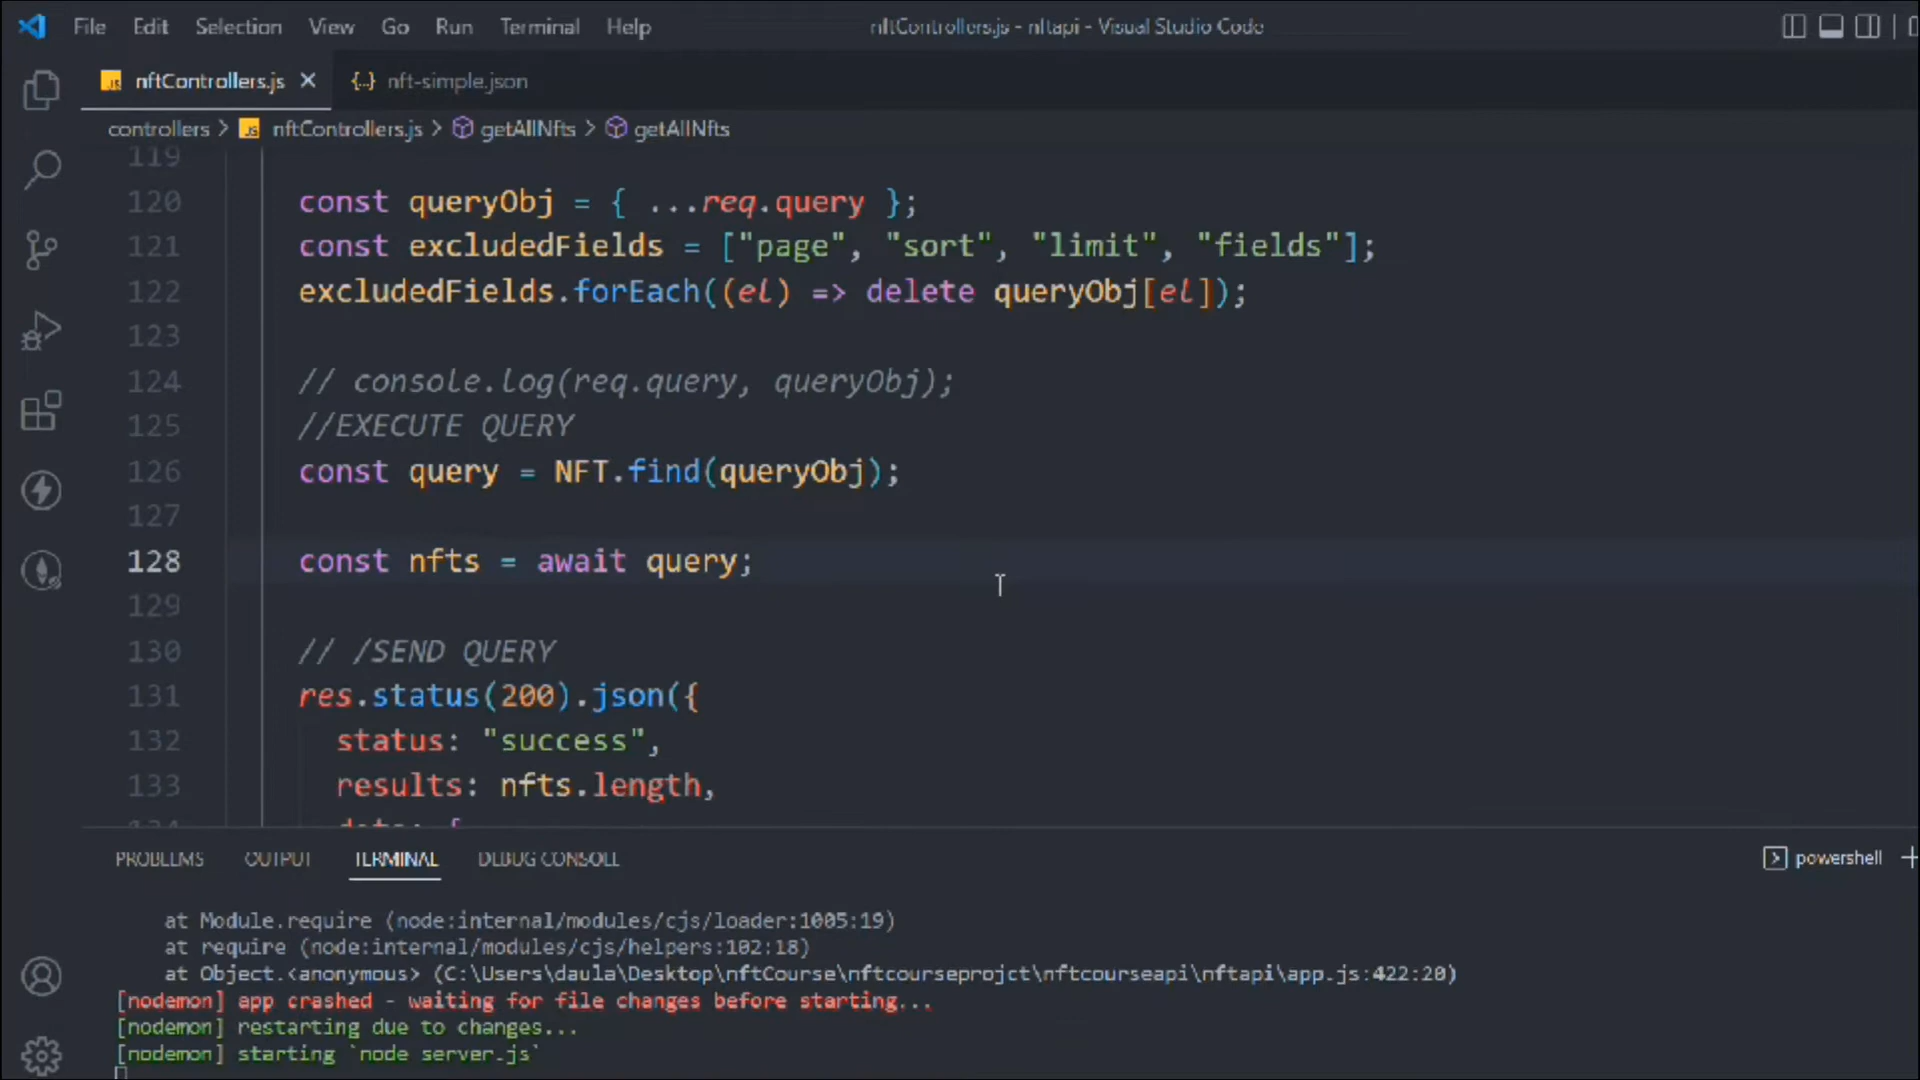 File Edit Selection View Go Run Terminal Help nftControllers.js - nftapi - Visual Studio Code
nftControllers.js nft-simple.json
controllers > nftControllers.js > getAllNfts > getAllNfts
119
120 const queryObj = { ...req.query };
121 const excludedFields = ["page", "sort", "limit", "fields"];
122 excludedFields.forEach((el) => delete queryObj[el]);
123
124 // console.log(req.query, queryObj);
125 //EXECUTE QUERY
126 const query = NFT.find(queryObj);
127
128 const nfts = await query;
129
130 // /SEND QUERY
131 res.status(200).json({
132 status: "success",
133 results: nfts.length,
134 data: {
PROBLEMS OUTPUT TERMINAL DEBUG CONSOLE powershell
at Module.require (node:internal/modules/cjs/loader:1005:19)
at require (node:internal/modules/cjs/helpers:102:18)
at Object.<anonymous> (C:\Users\daula\Desktop\nftCourse\nftcourseprojct\nftcourseapi\nftapi\app.js:422:20)
[nodemon] app crashed - waiting for file changes before starting...
[nodemon] restarting due to changes...
[nodemon] starting `node server.js`